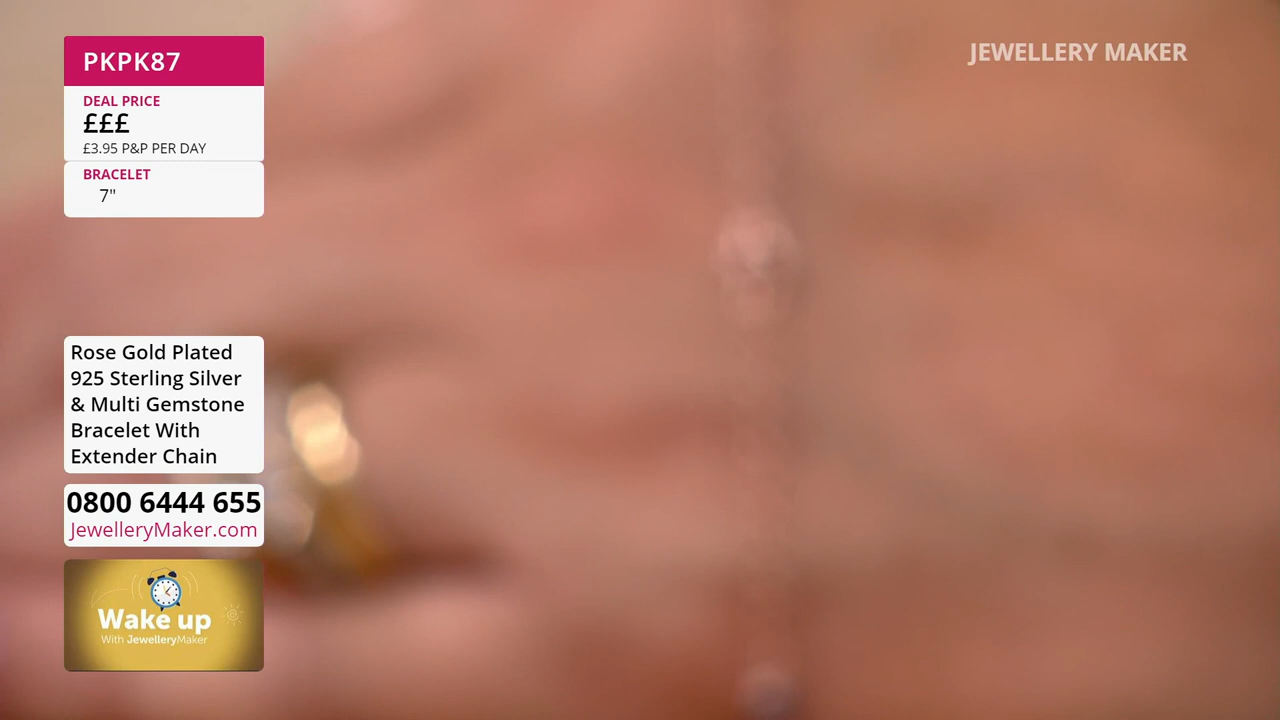 PKPK87
DEAL PRICE
£££
£3.95 P&P PER DAY
BRACELET
7"
Rose Gold Plated
925 Sterling Silver
& Multi Gemstone
Bracelet With
Extender Chain
0800 6444 655
JewelleryMaker.com
Wake up
With JewelleryMaker
JEWELLERY MAKER